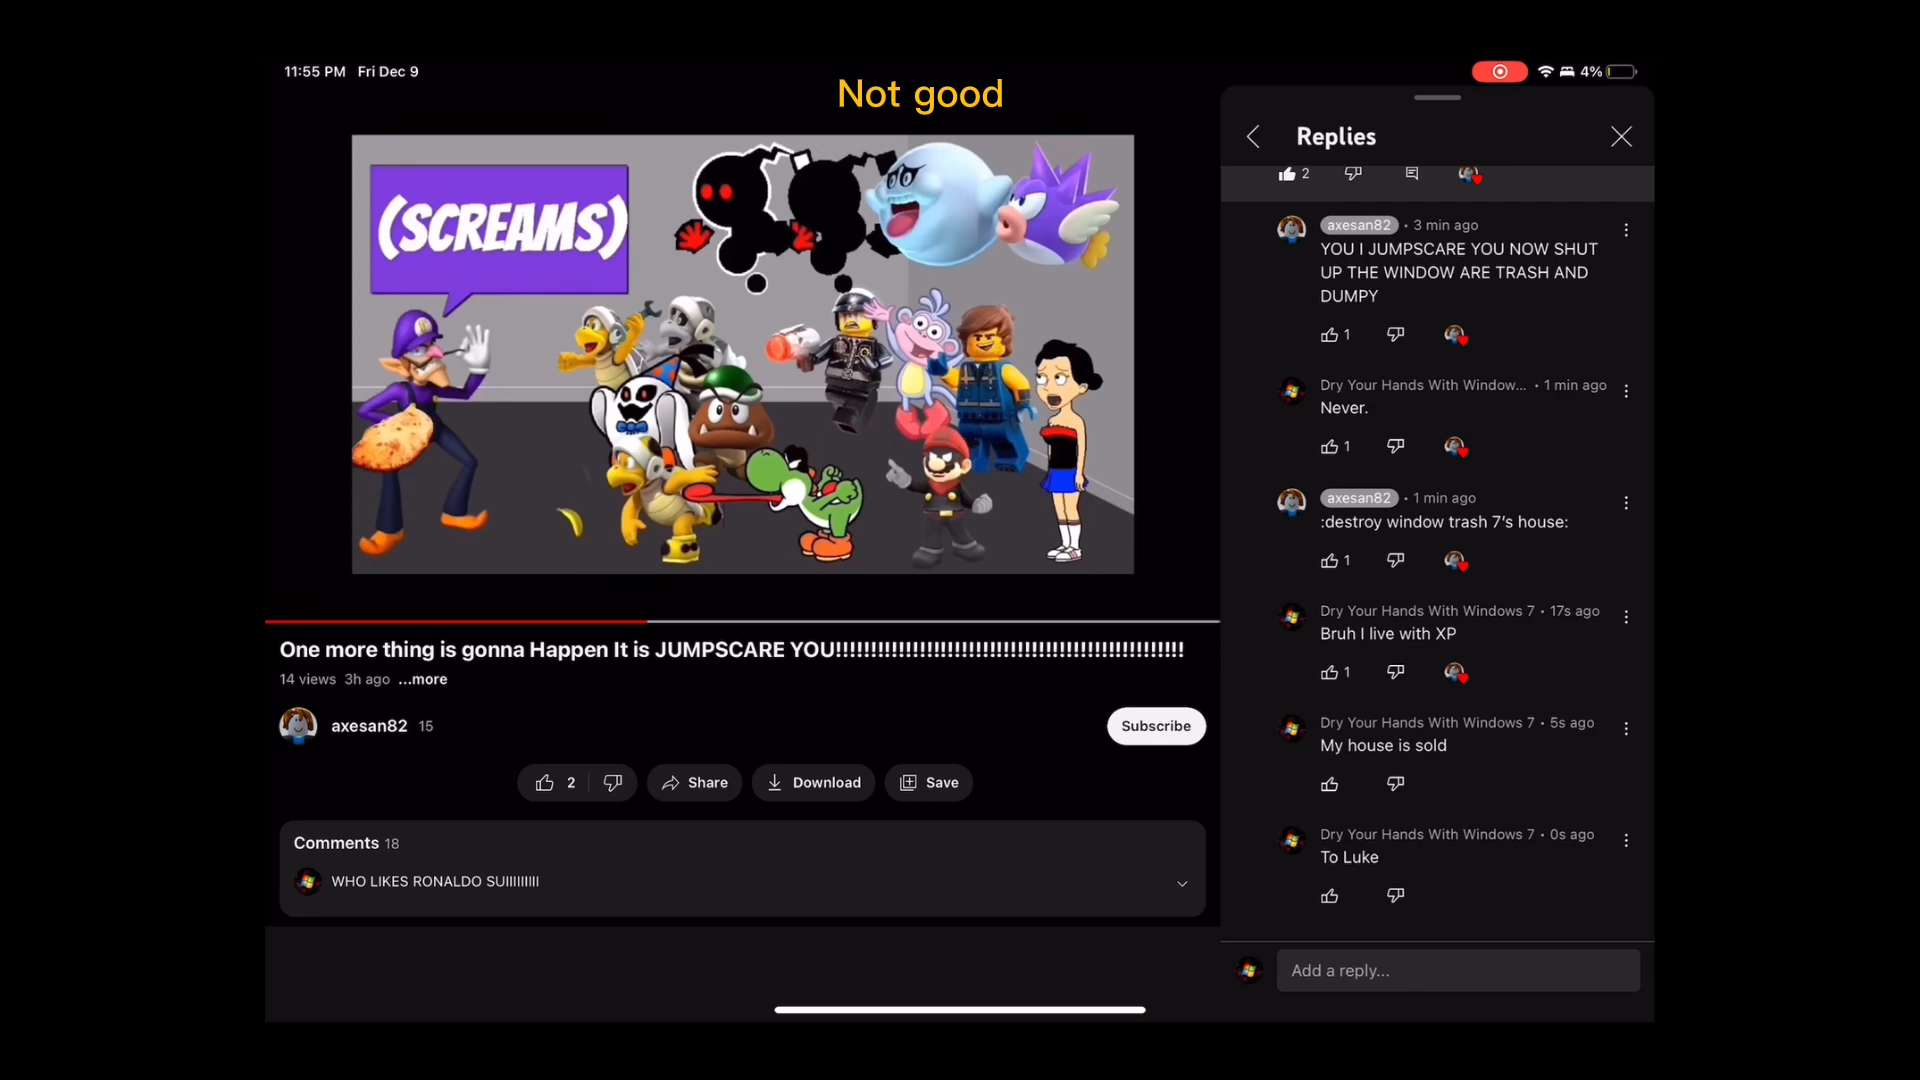 11:55 PM Fri Dec 9
4%
Not good
(SCREAMS)
One more thing is gonna Happen It is JUMPSCARE YOU!!!!!!!!!!!!!!!!!!!!!!!!!!!!!!!!!!!!!!!!!!!!!!!!!!
14 views 3h ago ...more
axesan82 15
Subscribe
2
Share
Download
Save
Comments 18
WHO LIKES RONALDO SUIIIIIIIII
Replies
2
axesan82 • 3 min ago
YOU I JUMPSCARE YOU NOW SHUT
UP THE WINDOW ARE TRASH AND
DUMPY
1
Dry Your Hands With Window... • 1 min ago
Never.
1
axesan82 • 1 min ago
:destroy window trash 7’s house:
1
Dry Your Hands With Windows 7 • 17s ago
Bruh I live with XP
1
Dry Your Hands With Windows 7 • 5s ago
My house is sold
Dry Your Hands With Windows 7 • 0s ago
To Luke
Add a reply...